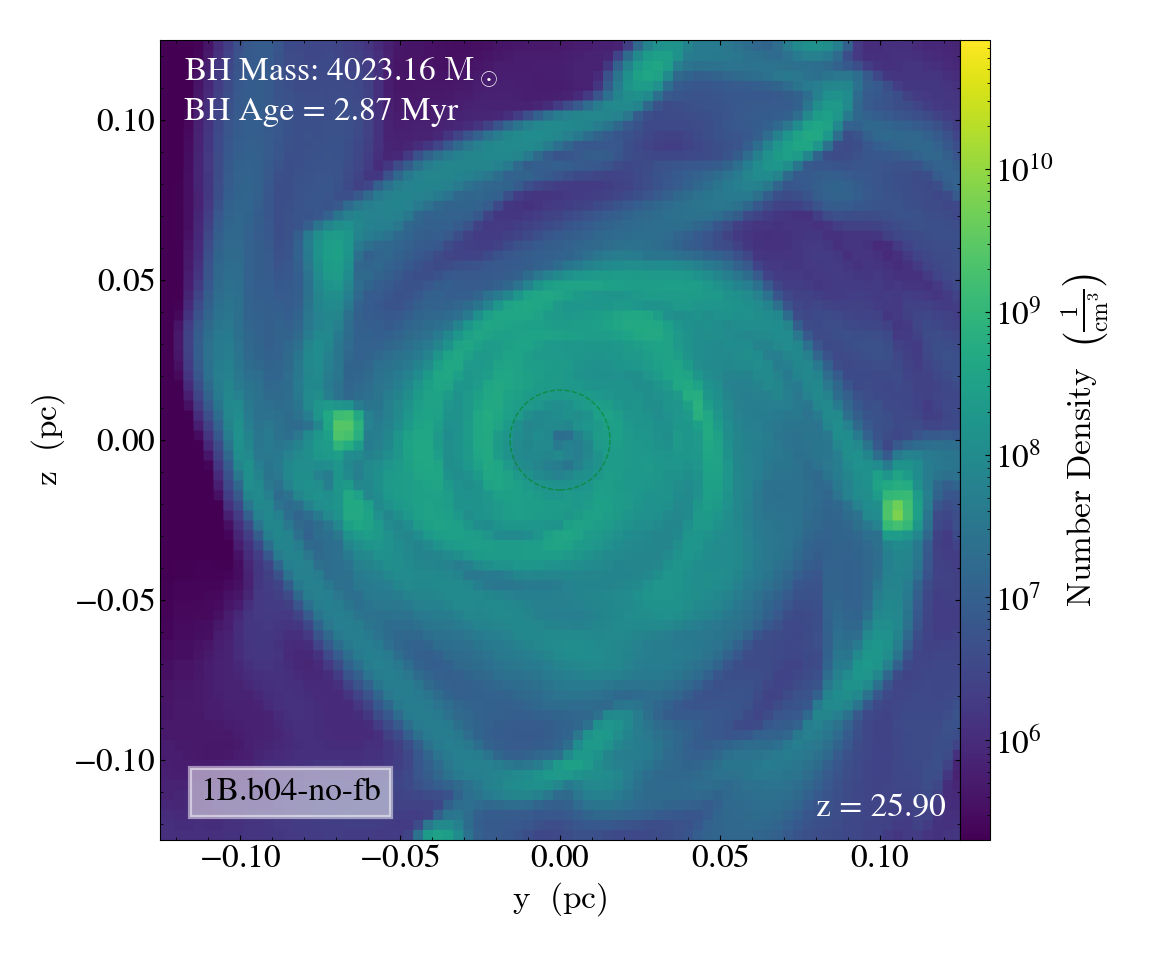 BH Mass: 4023.16 M⊙
BH Age = 2.87 Myr
0.10
0.05
0.00
−0.05
−0.10
z (pc)
1B.b04-no-fb
z = 25.90
−0.10 −0.05 0.00 0.05 0.10
y (pc)
10¹⁰
10⁹
10⁸
10⁷
10⁶
Number Density (1/cm³)